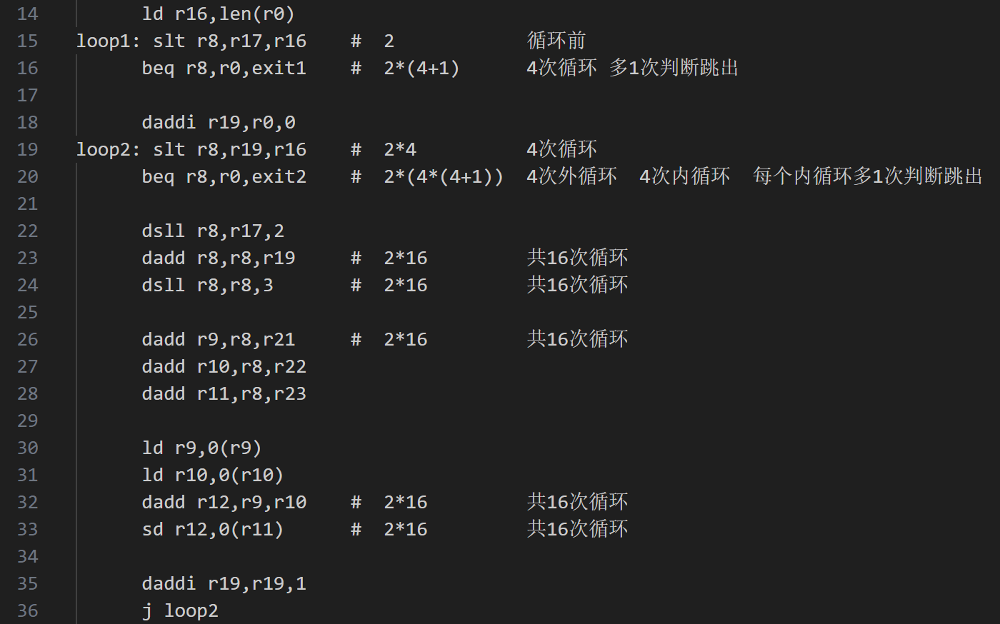 14 ld r16,len(r0)
15 loop1: slt r8,r17,r16 # 2 循环前
16 beq r8,r0,exit1 # 2*(4+1) 4次循环 多1次判断跳出
17
18 daddi r19,r0,0
19 loop2: slt r8,r19,r16 # 2*4 4次循环
20 beq r8,r0,exit2 # 2*(4*(4+1)) 4次外循环 4次内循环 每个内循环多1次判断跳出
21
22 dsll r8,r17,2
23 dadd r8,r8,r19 # 2*16 共16次循环
24 dsll r8,r8,3 # 2*16 共16次循环
25
26 dadd r9,r8,r21 # 2*16 共16次循环
27 dadd r10,r8,r22
28 dadd r11,r8,r23
29
30 ld r9,0(r9)
31 ld r10,0(r10)
32 dadd r12,r9,r10 # 2*16 共16次循环
33 sd r12,0(r11) # 2*16 共16次循环
34
35 daddi r19,r19,1
36 j loop2